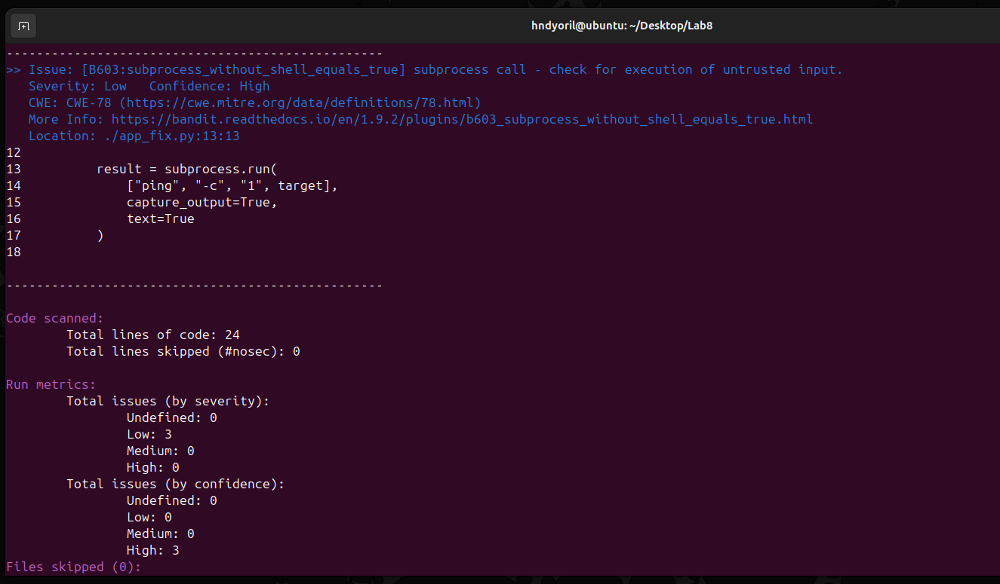 hndyoril@ubuntu: ~/Desktop/Lab8
--------------------------------------------------
>> Issue: [B603:subprocess_without_shell_equals_true] subprocess call - check for execution of untrusted input.
   Severity: Low   Confidence: High
   CWE: CWE-78 (https://cwe.mitre.org/data/definitions/78.html)
   More Info: https://bandit.readthedocs.io/en/1.9.2/plugins/b603_subprocess_without_shell_equals_true.html
   Location: ./app_fix.py:13:13
12
13          result = subprocess.run(
14              ["ping", "-c", "1", target],
15              capture_output=True,
16              text=True
17          )
18
--------------------------------------------------
Code scanned:
        Total lines of code: 24
        Total lines skipped (#nosec): 0
Run metrics:
        Total issues (by severity):
                Undefined: 0
                Low: 3
                Medium: 0
                High: 0
        Total issues (by confidence):
                Undefined: 0
                Low: 0
                Medium: 0
                High: 3
Files skipped (0):